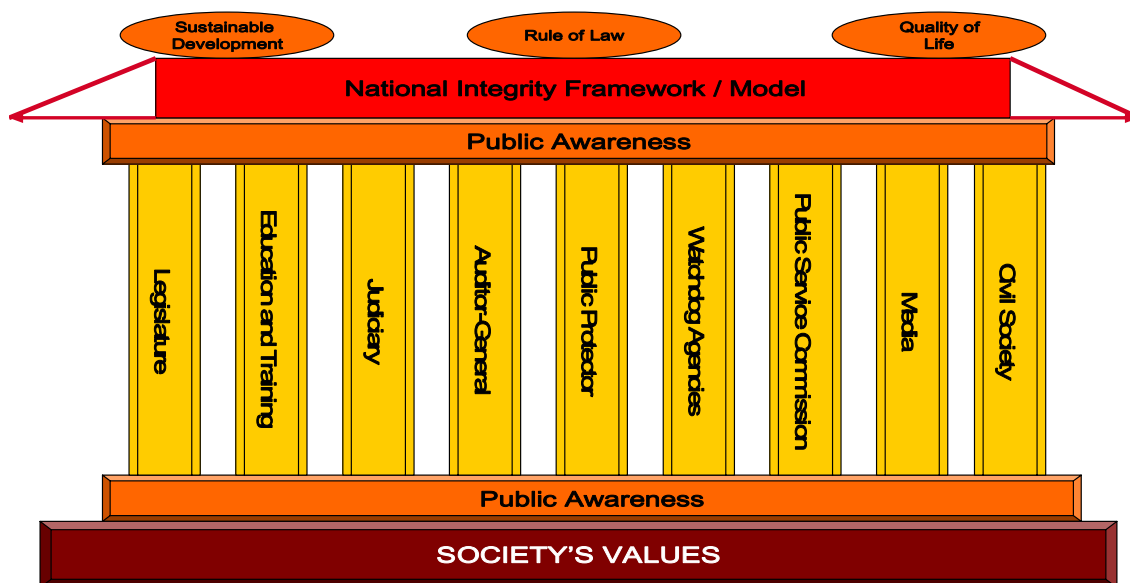 Sustainable
Development
Rule of Law
Quality of
Life
National Integrity Framework / Model
Public Awareness
Legislature
Education and Training
Judiciary
Auditor-General
Public Protector
Watchdog Agencies
Public Service Commission
Media
Civil Society
Public Awareness
SOCIETY'S VALUES